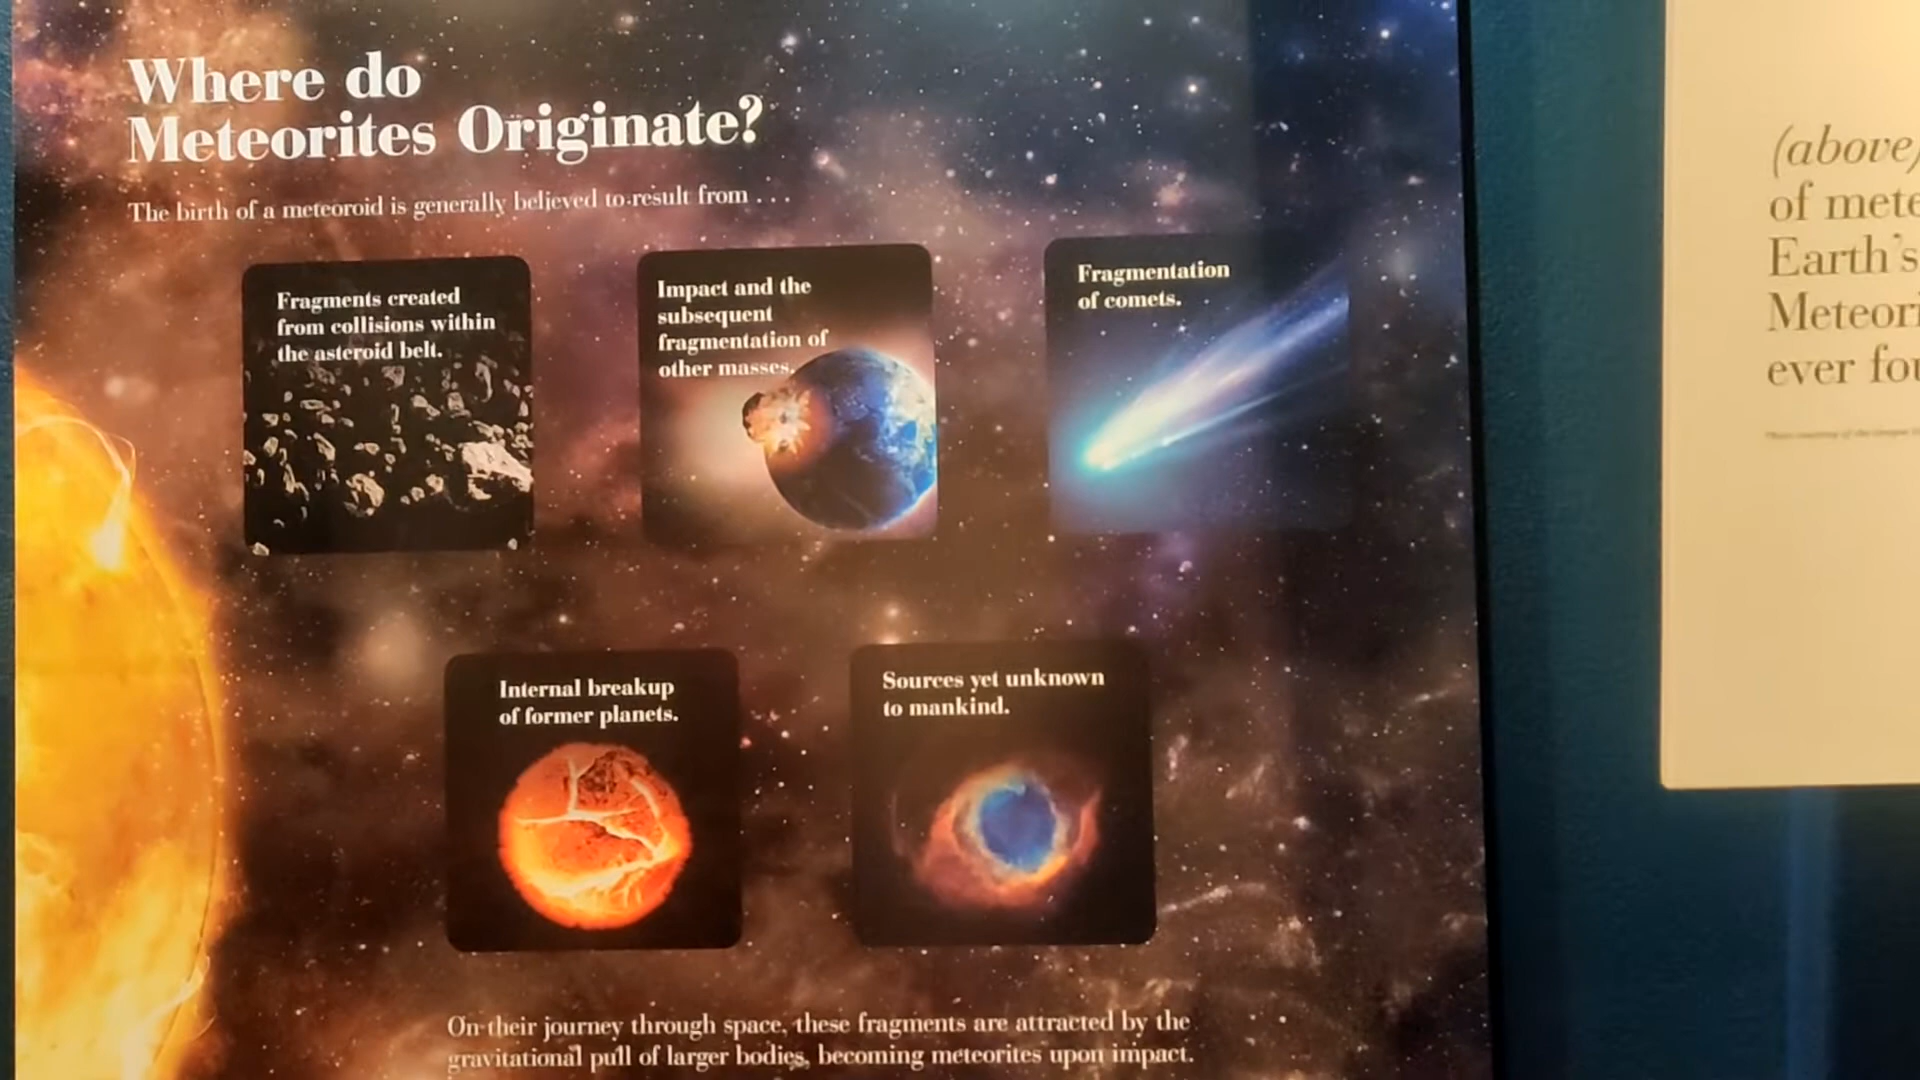 Where do
Meteorites Originate?
The birth of a meteoroid is generally believed to result from . . .
Fragments created
from collisions within
the asteroid belt.
Impact and the
subsequent
fragmentation of
other masses.
Fragmentation
of comets.
Internal breakup
of former planets.
Sources yet unknown
to mankind.
On their journey through space, these fragments are attracted by the
gravitational pull of larger bodies, becoming meteorites upon impact.
(above)
of mete
Earth's
Meteori
ever fou